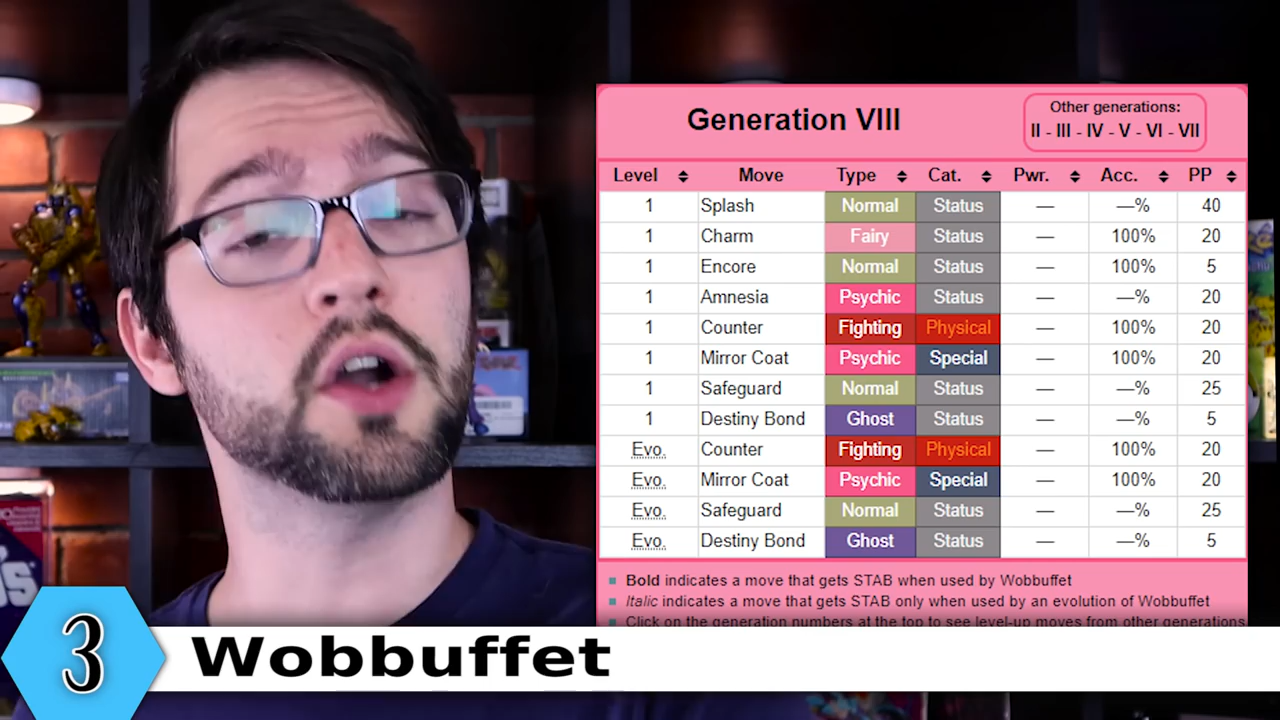 Generation VIII
Other generations:
II - III - IV - V - VI - VII
Level Move Type Cat. Pwr. Acc. PP
1 Splash Normal Status — —% 40
1 Charm Fairy Status — 100% 20
1 Encore Normal Status — 100% 5
1 Amnesia Psychic Status — —% 20
1 Counter Fighting Physical — 100% 20
1 Mirror Coat Psychic Special — 100% 20
1 Safeguard Normal Status — —% 25
1 Destiny Bond Ghost Status — —% 5
Evo. Counter Fighting Physical — 100% 20
Evo. Mirror Coat Psychic Special — 100% 20
Evo. Safeguard Normal Status — —% 25
Evo. Destiny Bond Ghost Status — —% 5
Bold indicates a move that gets STAB when used by Wobbuffet
Italic indicates a move that gets STAB only when used by an evolution of Wobbuffet
Click on the generation numbers at the top to see level-up moves from other generations
3 Wobbuffet